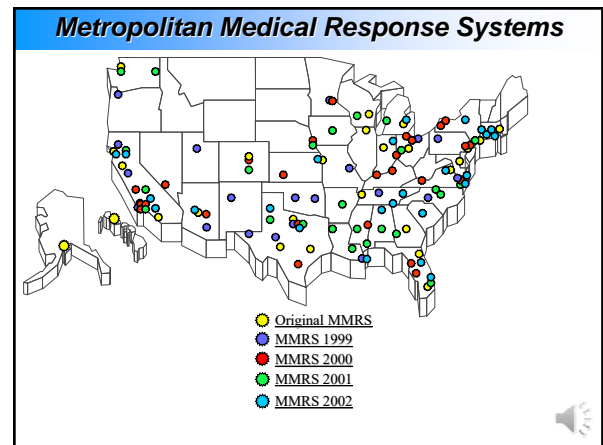 Metropolitan Medical Response Systems
Original MMRS
MMRS 1999
MMRS 2000
MMRS 2001
MMRS 2002